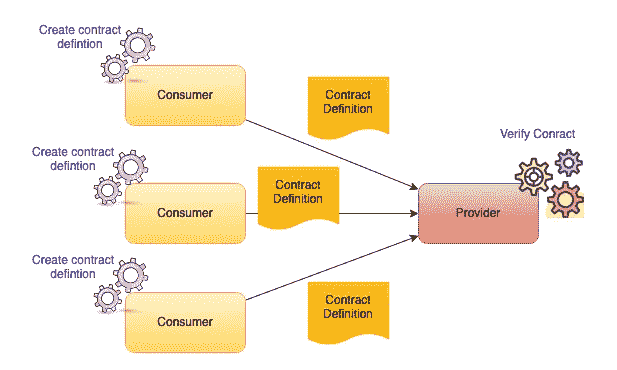 Create contract
defintion
Consumer
Contract
Definition
Verify Conract
Create contract
defintion
Consumer
Contract
Definition
Provider
Create contract
defintion
Consumer
Contract
Definition